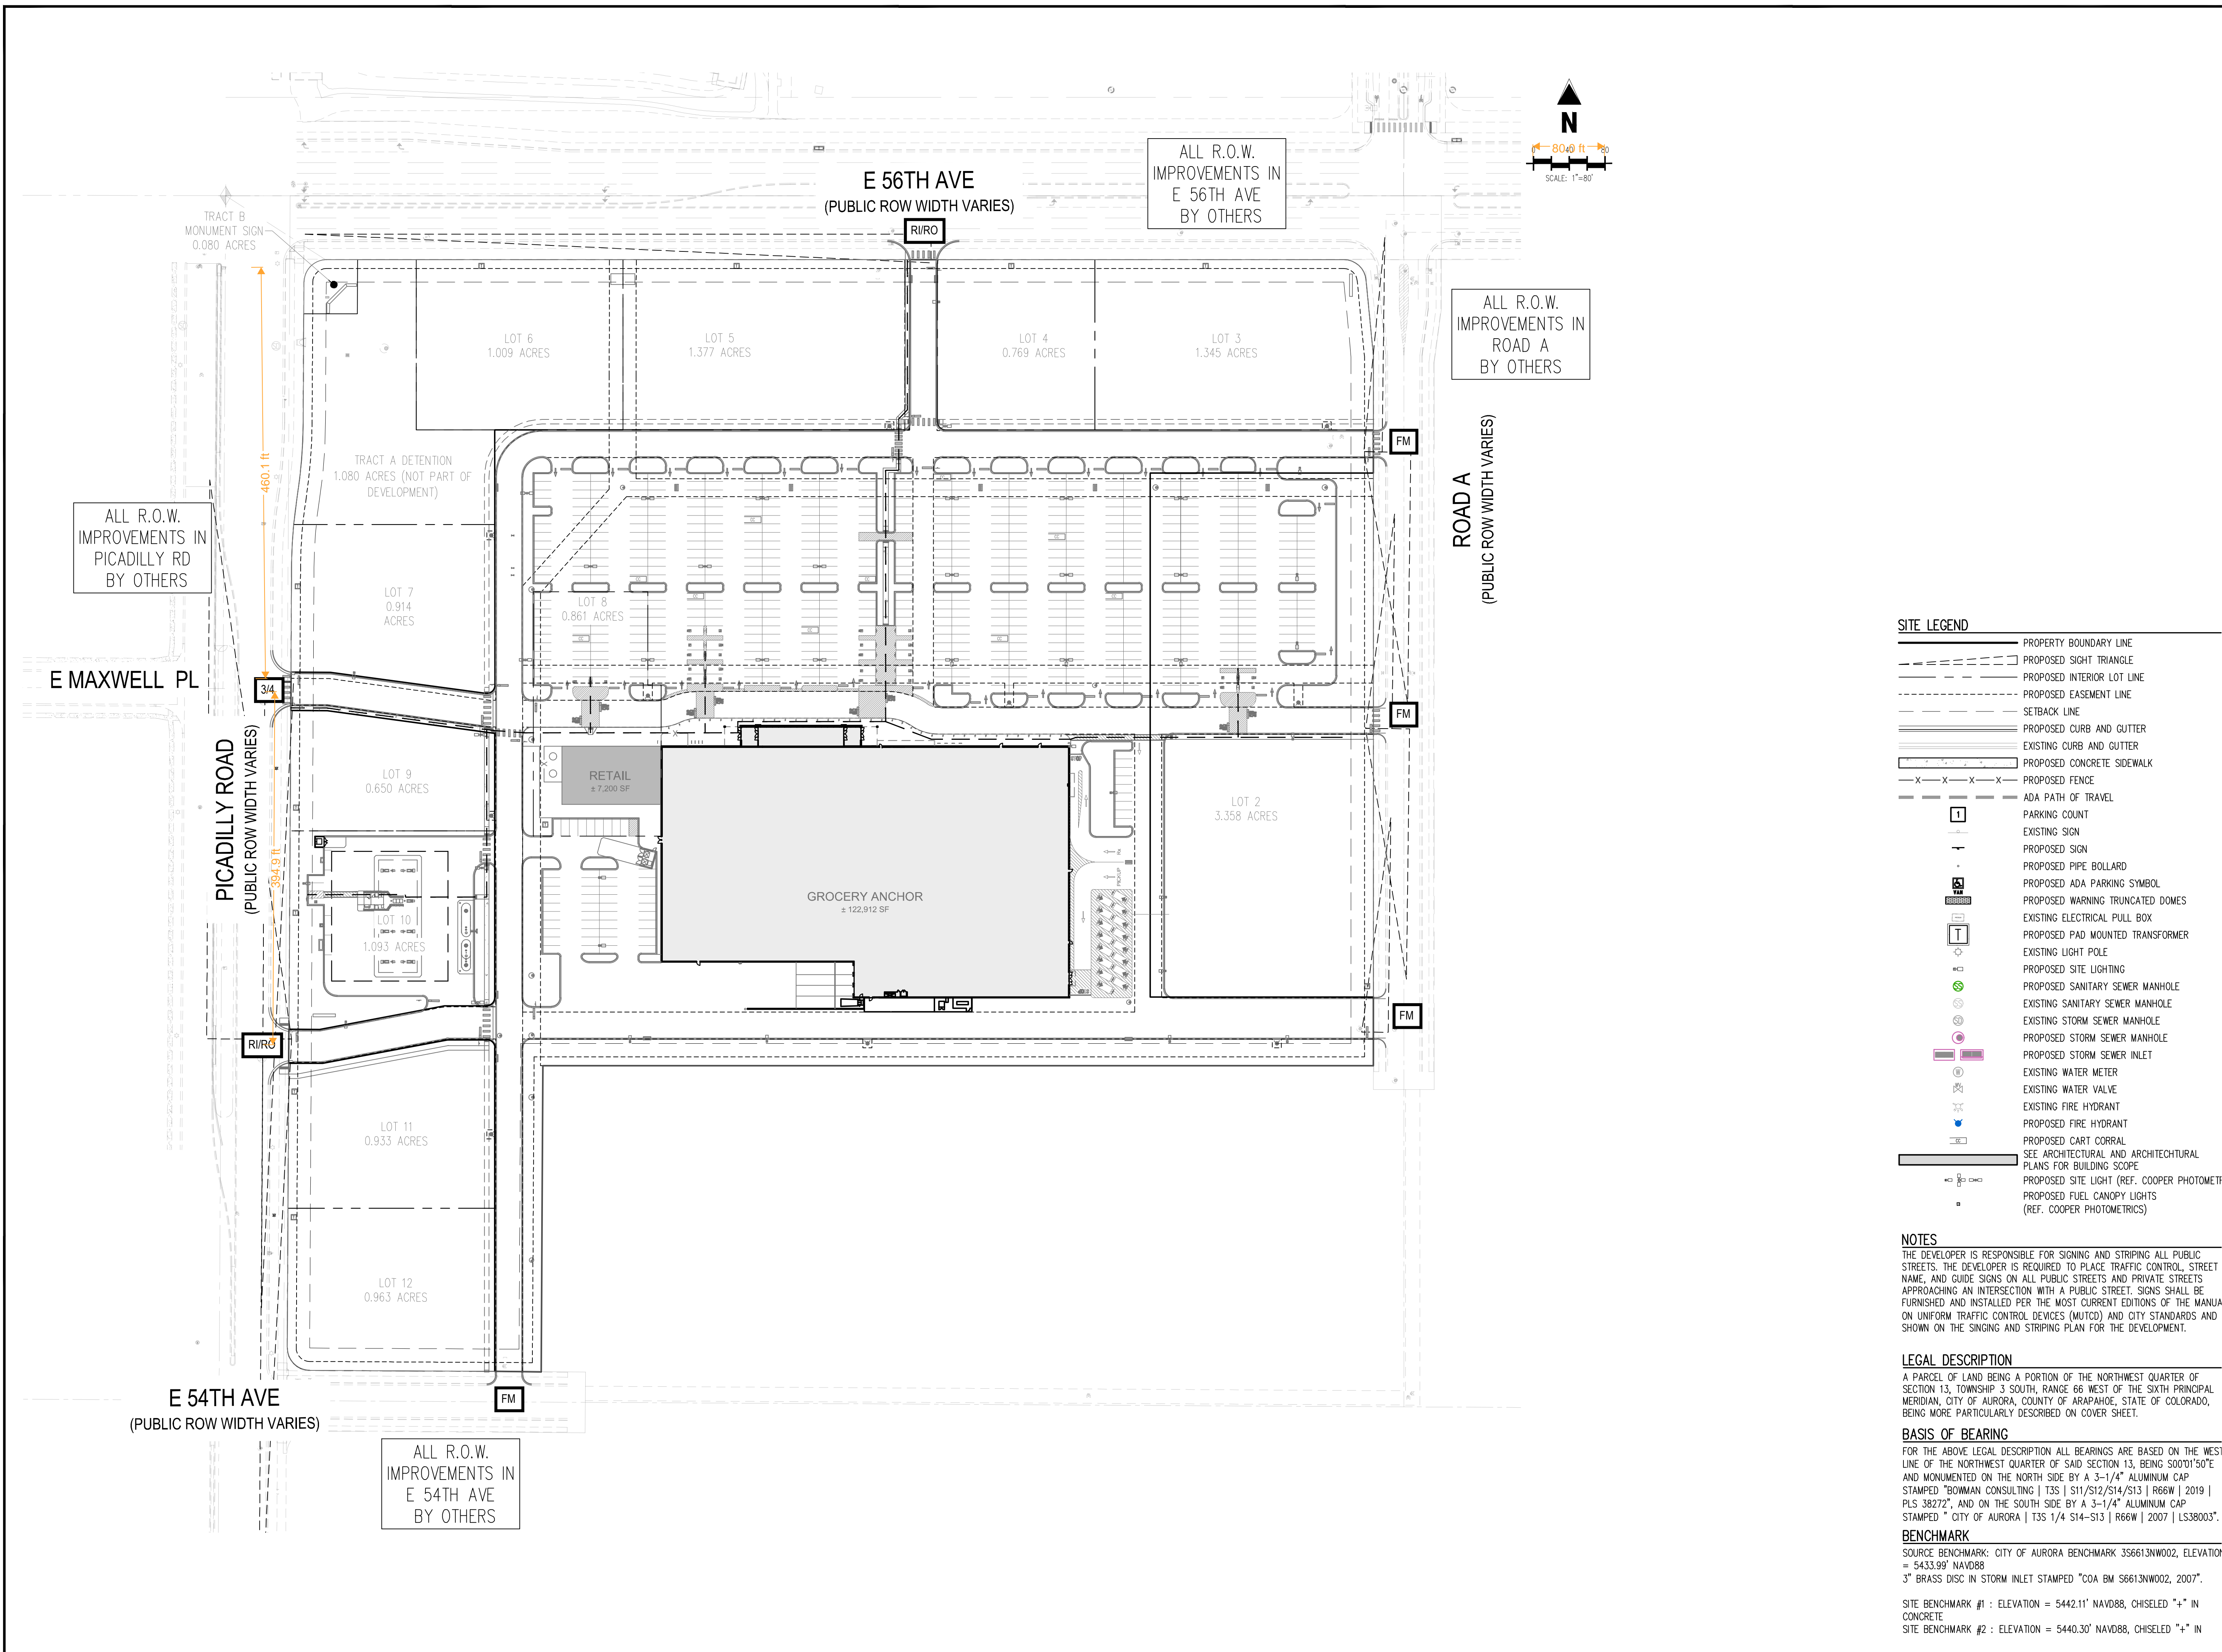 N
80.0 ft
0 40 80
SCALE: 1"=80'
ALL R.O.W.
IMPROVEMENTS IN
E 56TH AVE
BY OTHERS
E 56TH AVE
(PUBLIC ROW WIDTH VARIES)
RI/RO
TRACT B
MONUMENT SIGN
0.080 ACRES
ALL R.O.W.
IMPROVEMENTS IN
ROAD A
BY OTHERS
LOT 6
1.009 ACRES
LOT 5
1.377 ACRES
LOT 4
0.769 ACRES
LOT 3
1.345 ACRES
FM
ROAD A
(PUBLIC ROW WIDTH VARIES)
460.1 ft
TRACT A DETENTION
1.080 ACRES (NOT PART OF
DEVELOPMENT)
ALL R.O.W.
IMPROVEMENTS IN
PICADILLY RD
BY OTHERS
LOT 7
0.914
ACRES
LOT 8
0.861 ACRES
E MAXWELL PL
3/4
FM
PICADILLY ROAD
(PUBLIC ROW WIDTH VARIES)
394.9 ft
LOT 9
0.650 ACRES
RETAIL
± 7,200 SF
LOT 2
3.358 ACRES
GROCERY ANCHOR
± 122,912 SF
PICKUP
LOT 10
1.093 ACRES
FM
RI/RO
LOT 11
0.933 ACRES
LOT 12
0.963 ACRES
E 54TH AVE
(PUBLIC ROW WIDTH VARIES)
FM
ALL R.O.W.
IMPROVEMENTS IN
E 54TH AVE
BY OTHERS
SITE LEGEND
PROPERTY BOUNDARY LINE
PROPOSED SIGHT TRIANGLE
PROPOSED INTERIOR LOT LINE
PROPOSED EASEMENT LINE
SETBACK LINE
PROPOSED CURB AND GUTTER
EXISTING CURB AND GUTTER
PROPOSED CONCRETE SIDEWALK
X X X X PROPOSED FENCE
ADA PATH OF TRAVEL
1 PARKING COUNT
EXISTING SIGN
PROPOSED SIGN
PROPOSED PIPE BOLLARD
VAN PROPOSED ADA PARKING SYMBOL
PROPOSED WARNING TRUNCATED DOMES
EXISTING ELECTRICAL PULL BOX
T PROPOSED PAD MOUNTED TRANSFORMER
EXISTING LIGHT POLE
PROPOSED SITE LIGHTING
PROPOSED SANITARY SEWER MANHOLE
EXISTING SANITARY SEWER MANHOLE
EXISTING STORM SEWER MANHOLE
PROPOSED STORM SEWER MANHOLE
PROPOSED STORM SEWER INLET
EXISTING WATER METER
EXISTING WATER VALVE
EXISTING FIRE HYDRANT
PROPOSED FIRE HYDRANT
PROPOSED CART CORRAL
SEE ARCHITECTURAL AND ARCHITECHTURAL
PLANS FOR BUILDING SCOPE
PROPOSED SITE LIGHT (REF. COOPER PHOTOMETR
PROPOSED FUEL CANOPY LIGHTS
(REF. COOPER PHOTOMETRICS)
NOTES
THE DEVELOPER IS RESPONSIBLE FOR SIGNING AND STRIPING ALL PUBLIC
STREETS. THE DEVELOPER IS REQUIRED TO PLACE TRAFFIC CONTROL, STREET
NAME, AND GUIDE SIGNS ON ALL PUBLIC STREETS AND PRIVATE STREETS
APPROACHING AN INTERSECTION WITH A PUBLIC STREET. SIGNS SHALL BE
FURNISHED AND INSTALLED PER THE MOST CURRENT EDITIONS OF THE MANUA
ON UNIFORM TRAFFIC CONTROL DEVICES (MUTCD) AND CITY STANDARDS AND
SHOWN ON THE SINGING AND STRIPING PLAN FOR THE DEVELOPMENT.
LEGAL DESCRIPTION
A PARCEL OF LAND BEING A PORTION OF THE NORTHWEST QUARTER OF
SECTION 13, TOWNSHIP 3 SOUTH, RANGE 66 WEST OF THE SIXTH PRINCIPAL
MERIDIAN, CITY OF AURORA, COUNTY OF ARAPAHOE, STATE OF COLORADO,
BEING MORE PARTICULARLY DESCRIBED ON COVER SHEET.
BASIS OF BEARING
FOR THE ABOVE LEGAL DESCRIPTION ALL BEARINGS ARE BASED ON THE WEST
LINE OF THE NORTHWEST QUARTER OF SAID SECTION 13, BEING S00°01'50"E
AND MONUMENTED ON THE NORTH SIDE BY A 3-1/4" ALUMINUM CAP
STAMPED "BOWMAN CONSULTING | T3S | S11/S12/S14/S13 | R66W | 2019 |
PLS 38272", AND ON THE SOUTH SIDE BY A 3-1/4" ALUMINUM CAP
STAMPED " CITY OF AURORA | T3S 1/4 S14-S13 | R66W | 2007 | LS38003".
BENCHMARK
SOURCE BENCHMARK: CITY OF AURORA BENCHMARK 3S6613NW002, ELEVATION
= 5433.99' NAVD88
3" BRASS DISC IN STORM INLET STAMPED "COA BM S6613NW002, 2007".
SITE BENCHMARK #1 : ELEVATION = 5442.11' NAVD88, CHISELED "+" IN
CONCRETE
SITE BENCHMARK #2 : ELEVATION = 5440.30' NAVD88, CHISELED "+" IN